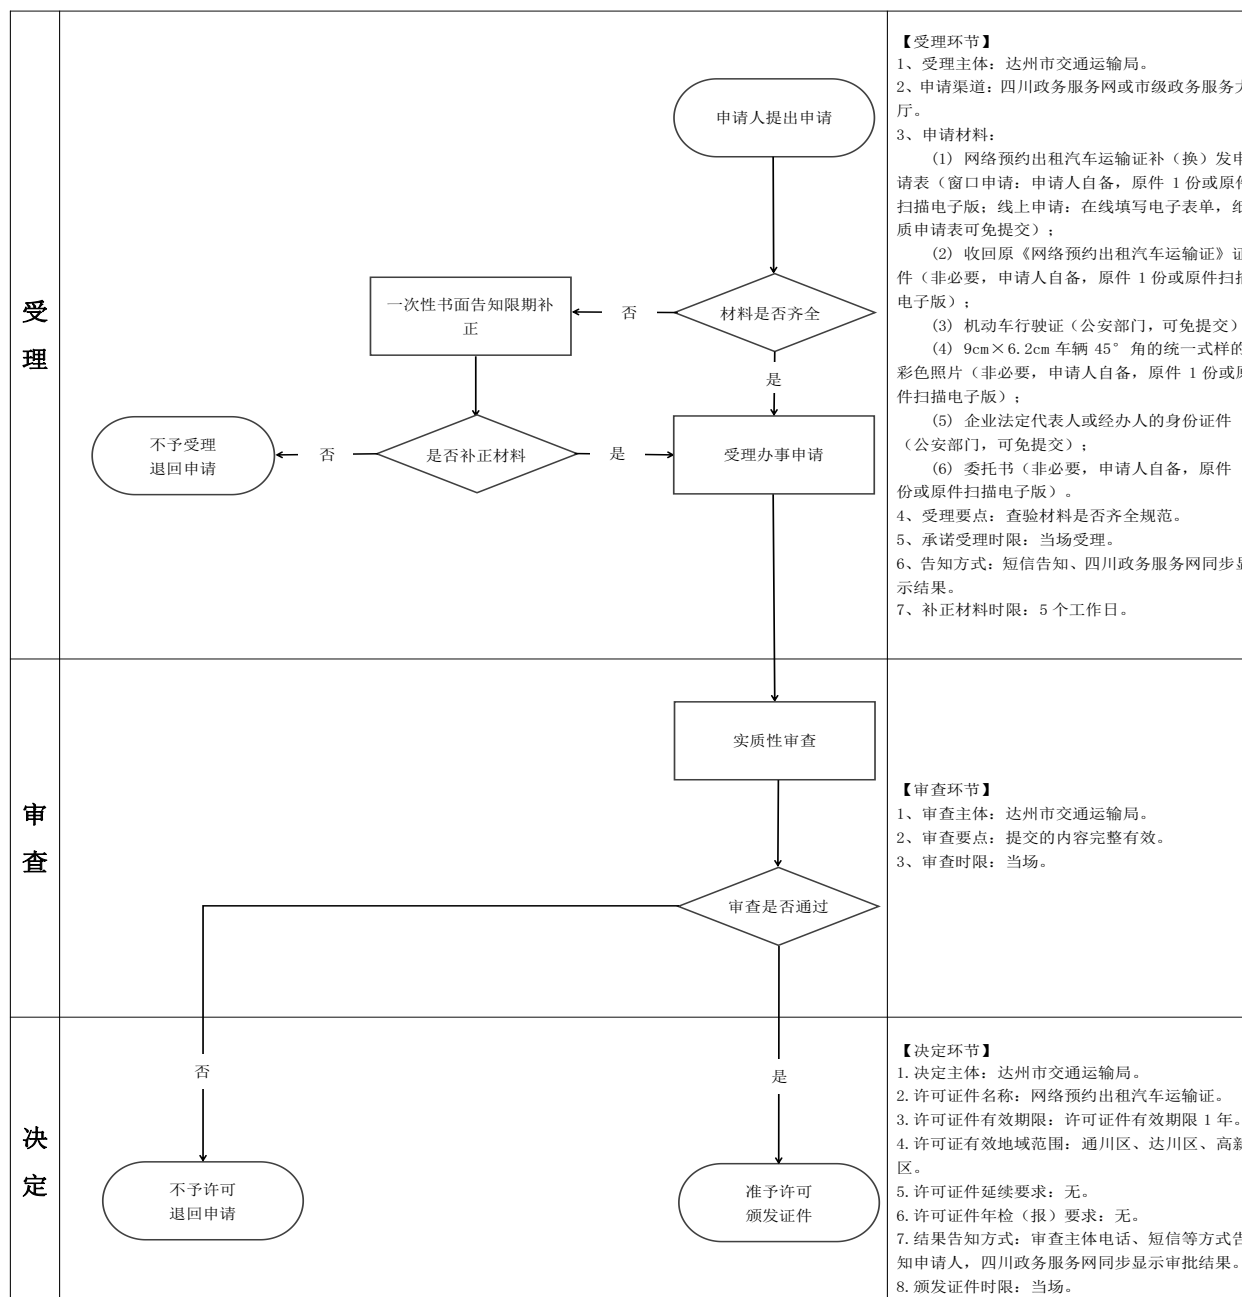 受
理
申请人提出申请
一次性书面告知限期补
正
否
材料是否齐全
是
不予受理
退回申请
否
是否补正材料
是
受理办事申请
【受理环节】
1、受理主体：达州市交通运输局。
2、申请渠道：四川政务服务网或市级政务服务大
厅。
3、申请材料：
(1) 网络预约出租汽车运输证补（换）发申
请表（窗口申请：申请人自备，原件 1 份或原件
扫描电子版；线上申请：在线填写电子表单，纸
质申请表可免提交）；
(2) 收回原《网络预约出租汽车运输证》证
件（非必要，申请人自备，原件 1 份或原件扫描
电子版）；
(3) 机动车行驶证（公安部门，可免提交）
(4) 9cm×6.2cm 车辆 45° 角的统一式样的
彩色照片（非必要，申请人自备，原件 1 份或原
件扫描电子版）；
(5) 企业法定代表人或经办人的身份证件
（公安部门，可免提交）；
(6) 委托书（非必要，申请人自备，原件
份或原件扫描电子版）。
4、受理要点：查验材料是否齐全规范。
5、承诺受理时限：当场受理。
6、告知方式：短信告知、四川政务服务网同步显
示结果。
7、补正材料时限：5 个工作日。
审
查
实质性审查
审查是否通过
【审查环节】
1、审查主体：达州市交通运输局。
2、审查要点：提交的内容完整有效。
3、审查时限：当场。
决
定
否
是
不予许可
退回申请
准予许可
颁发证件
【决定环节】
1.决定主体：达州市交通运输局。
2.许可证件名称：网络预约出租汽车运输证。
3.许可证件有效期限：许可证件有效期限 1 年。
4.许可证有效地域范围：通川区、达川区、高新
区。
5.许可证件延续要求：无。
6.许可证件年检（报）要求：无。
7.结果告知方式：审查主体电话、短信等方式告
知申请人，四川政务服务网同步显示审批结果。
8.颁发证件时限：当场。